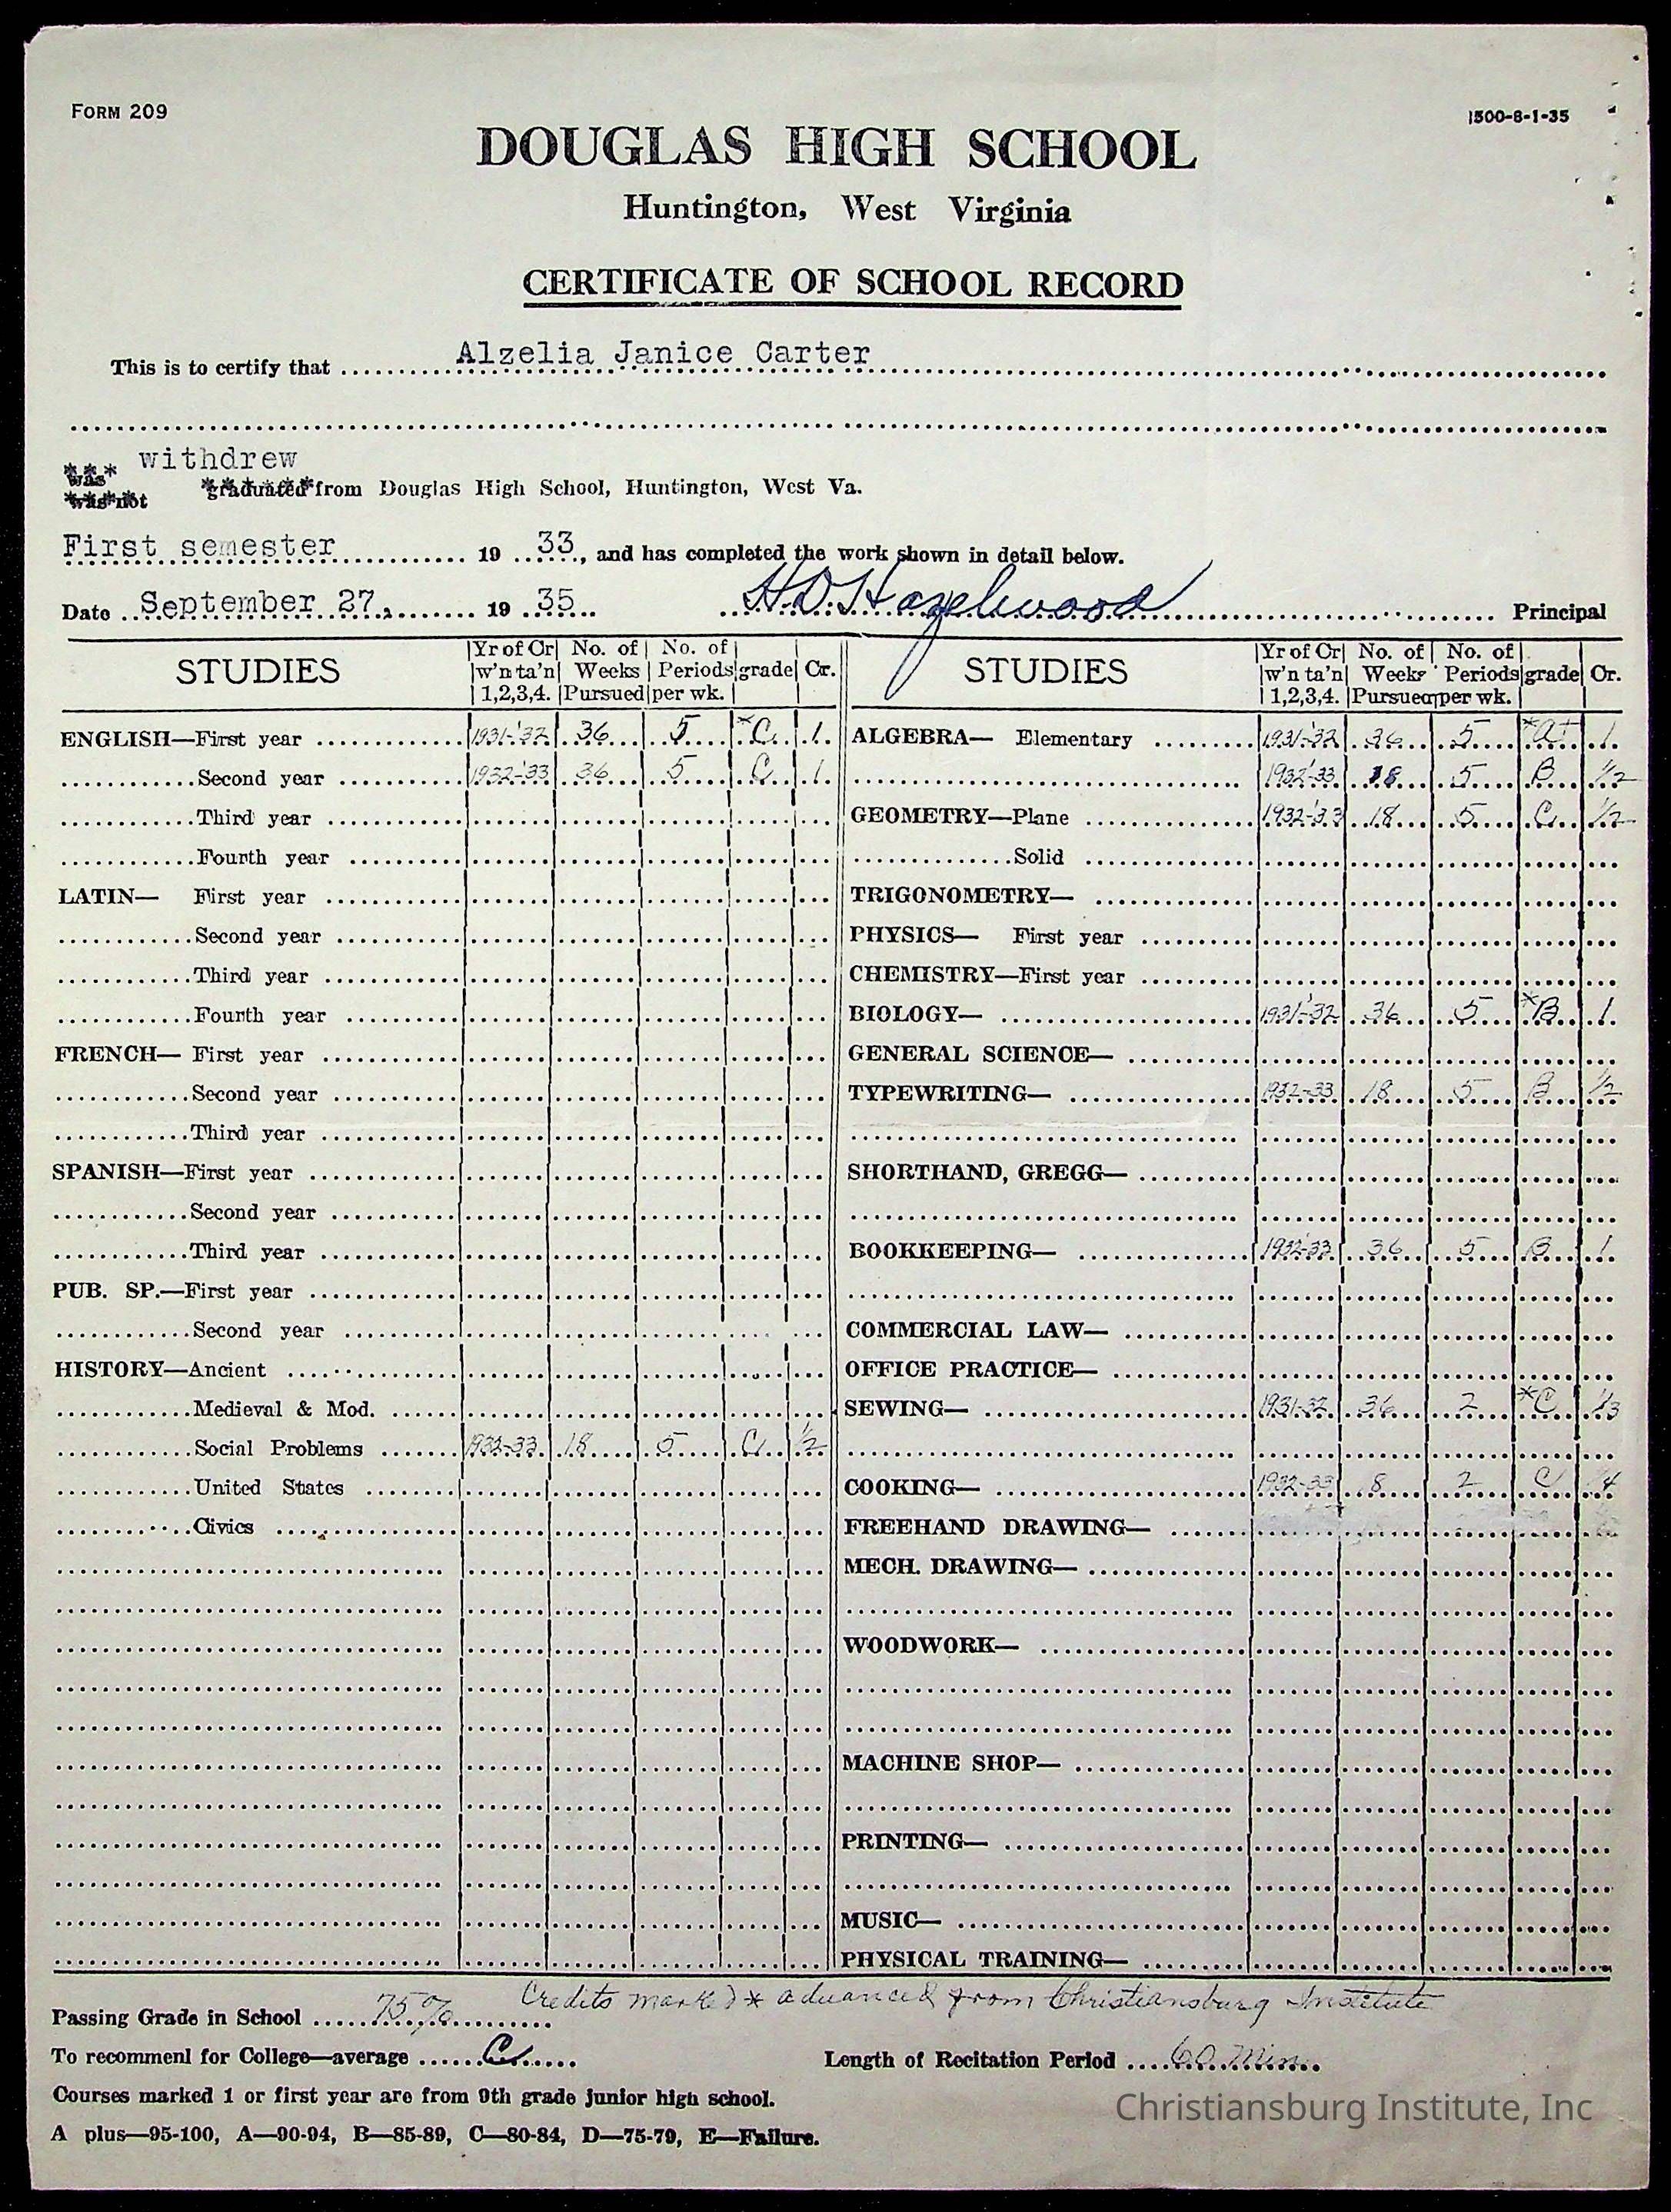 FORM 209
1500-8-1-35
DOUGLAS HIGH SCHOOL
Huntington, West Virginia
CERTIFICATE OF SCHOOL RECORD
This is to certify that Alzelia Janice Carter
withdrew
was
was not graduated from Douglas High School, Huntington, West Va.
First semester 19 33, and has completed the work shown in detail below.
Date September 27, 19 35 H D Hazelwood Principal
STUDIES Yr of Cr w'n ta'n 1,2,3,4. No. of Weeks Pursued No. of Periods per wk. grade Cr.
ENGLISH—First year 1931-'32 36 5 *C 1
Second year 1932-'33 36 5 C 1
Third year
Fourth year
LATIN— First year
Second year
Third year
Fourth year
FRENCH— First year
Second year
Third year
SPANISH—First year
Second year
Third year
PUB. SP.—First year
Second year
HISTORY—Ancient
Medieval & Mod.
Social Problems 1932-33 18 5 C 1/2
United States
Civics
STUDIES Yr of Cr w'n ta'n 1,2,3,4. No. of Weeks Pursued No. of Periods per wk. grade Cr.
ALGEBRA— Elementary 1931-32 36 5 *A+ 1
1932-'33 18 5 B 1/2
GEOMETRY—Plane 1932-33 18 5 C 1/2
Solid
TRIGONOMETRY—
PHYSICS— First year
CHEMISTRY—First year
BIOLOGY— 1931-'32 36 5 *B 1
GENERAL SCIENCE—
TYPEWRITING— 1932-33 18 5 B 1/2
SHORTHAND, GREGG—
BOOKKEEPING— 1932-33 36 5 B 1
COMMERCIAL LAW—
OFFICE PRACTICE—
SEWING— 1931-32 36 2 *C 1/3
COOKING— 1932-33 8 2 C
FREEHAND DRAWING—
MECH. DRAWING—
WOODWORK—
MACHINE SHOP—
PRINTING—
MUSIC—
PHYSICAL TRAINING—
Credits marked * advanced from Christiansburg Institute
Passing Grade in School 75%
To recommenl for College—average C
Length of Recitation Period 60 Min.
Courses marked 1 or first year are from 9th grade junior high school.
A plus—95-100, A—90-94, B—85-89, C—80-84, D—75-79, E—Failure.
Christiansburg Institute, Inc